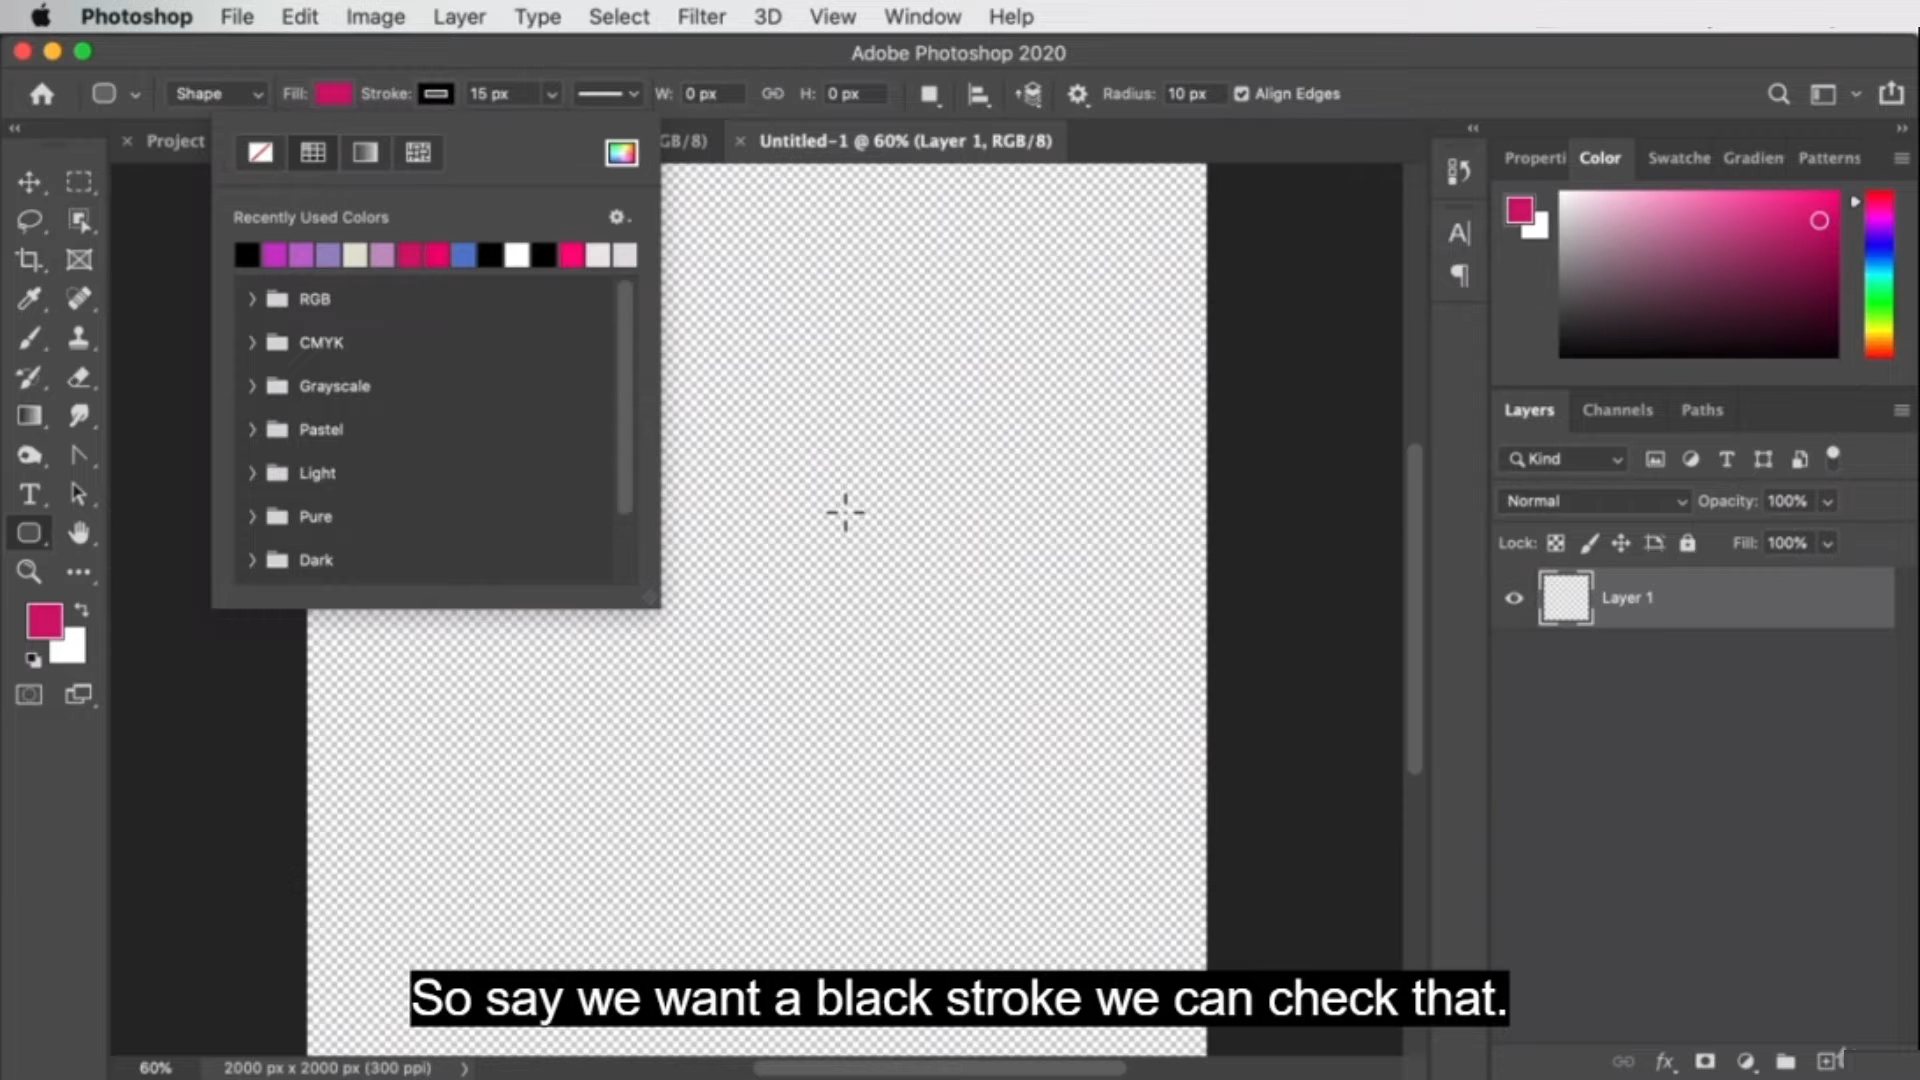 Photoshop File Edit Image Layer Type Select Filter 3D View Window Help
Adobe Photoshop 2020
Shape Fill: Stroke: 15 px W: 0 px H: 0 px Radius: 10 px Align Edges
Project GB/8) Untitled-1 @ 60% (Layer 1, RGB/8)
Properti Color Swatche Gradien Patterns
Recently Used Colors
RGB
CMYK
Grayscale
Pastel
Light
Pure
Dark
Layers Channels Paths
Kind
Normal Opacity: 100%
Lock: Fill: 100%
Layer 1
So say we want a black stroke we can check that.
60% 2000 px x 2000 px (300 ppi)